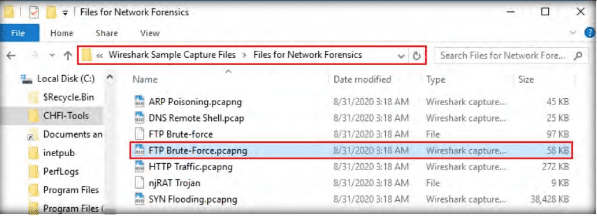 Files for Network Forensics
File Home Share View
« Wireshark Sample Capture Files > Files for Network Forensics
Search Files for Network Fore...
Local Disk (C:)
$Recycle.Bin
CHFI-Tools
Documents an
inetpub
PerfLogs
Program Files
Program Files (
Name Date modified Type Size
ARP Poisoning.pcapng 8/31/2020 3:18 AM Wireshark capture... 45 KB
DNS Remote Shell.pcap 8/31/2020 3:18 AM Wireshark capture... 25 KB
FTP Brute-force 8/31/2020 3:18 AM File 97 KB
FTP Brute-Force.pcapng 8/31/2020 3:18 AM Wireshark capture... 58 KB
HTTP Traffic.pcapng 8/31/2020 3:18 AM Wireshark capture... 272 KB
njRAT Trojan 8/31/2020 3:18 AM File 9 KB
SYN Flooding.pcapng 8/31/2020 3:18 AM Wireshark capture... 38,428 KB